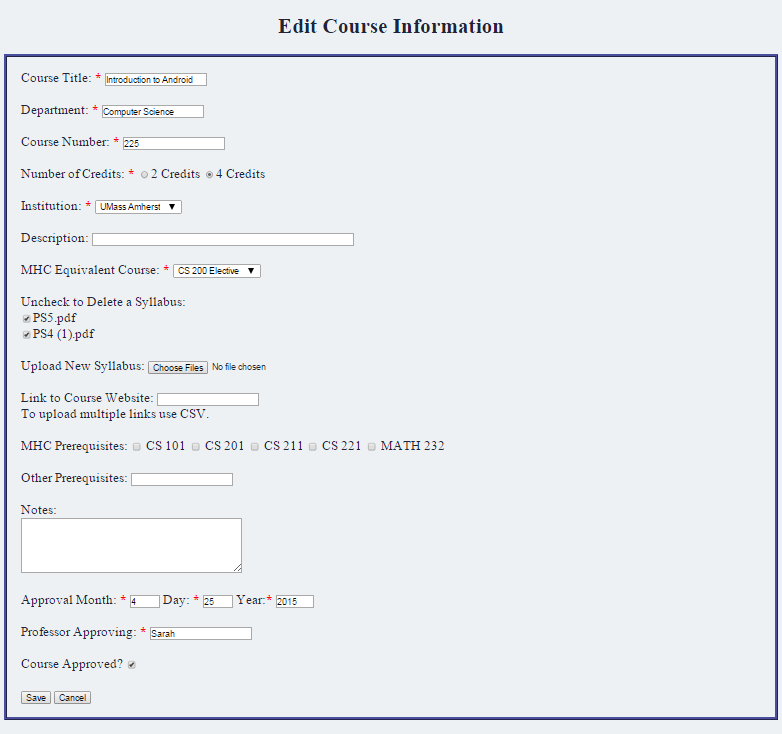 Edit Course Information
Course Title: * Introduction to Android
Department: * Computer Science
Course Number: * 225
Number of Credits: * 2 Credits 4 Credits
Institution: * UMass Amherst ▼
Description:
MHC Equivalent Course: * CS 200 Elective ▼
Uncheck to Delete a Syllabus:
PS5.pdf
PS4 (1).pdf
Upload New Syllabus: Choose Files No file chosen
Link to Course Website:
To upload multiple links use CSV.
MHC Prerequisites: CS 101 CS 201 CS 211 CS 221 MATH 232
Other Prerequisites:
Notes:
Approval Month: * 4 Day: * 25 Year:* 2015
Professor Approving: * Sarah
Course Approved?
Save Cancel